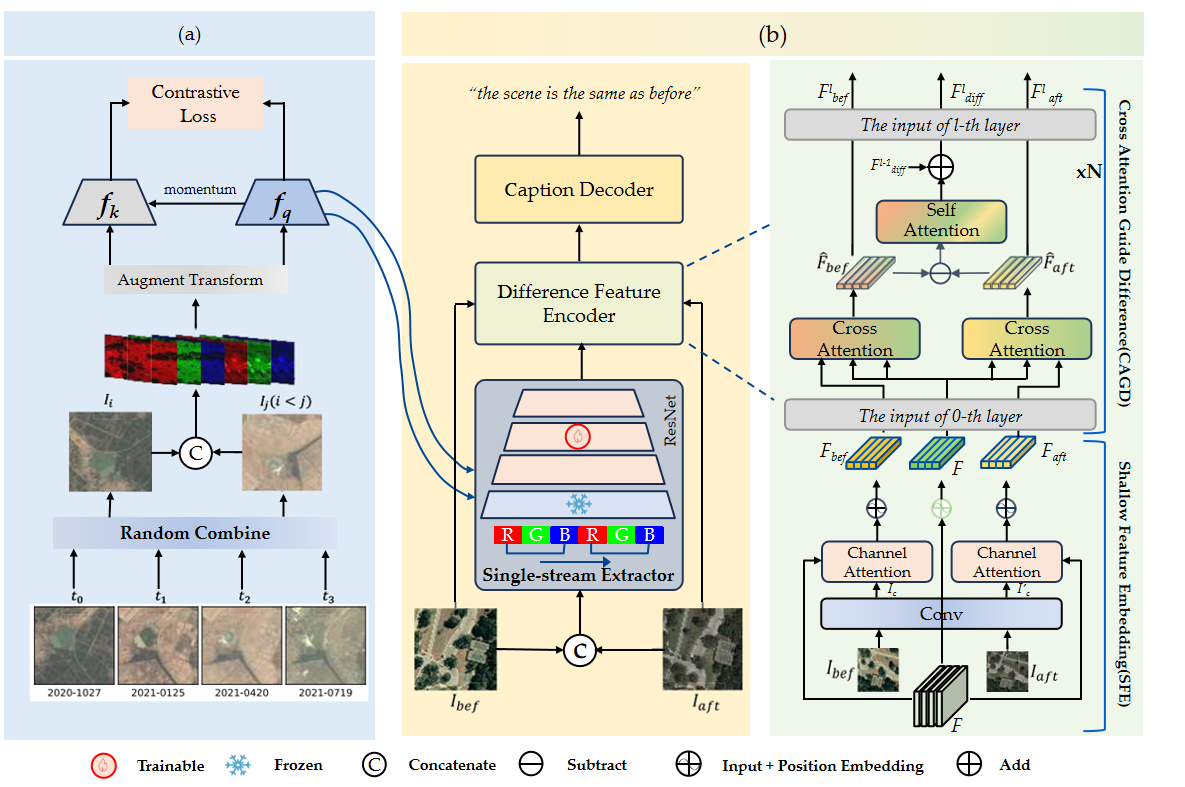 (a)
Contrastive
Loss
f_k
momentum
f_q
Augment Transform
I_i
I_j(i < j)
C
Random Combine
t_0
t_1
t_2
t_3
2020-1027
2021-0125
2021-0420
2021-0719
(b)
"the scene is the same as before"
Caption Decoder
Difference Feature
Encoder
ResNet
R G B R G B
Single-stream Extractor
C
I_bef
I_aft
F^l_bef
F^l_diff
F^l_aft
The input of l-th layer
F^l-1_diff
xN
Self
Attention
F̂_bef
F̂_aft
Cross
Attention
Cross
Attention
The input of 0-th layer
Cross Attention Guide Difference(CAGD)
F_bef
F
F_aft
Channel
Attention
Channel
Attention
I_c
I'_c
Conv
I_bef
I_aft
F
Shallow Feature Embedding(SFE)
Trainable
Frozen
C
Concatenate
Subtract
Input + Position Embedding
Add